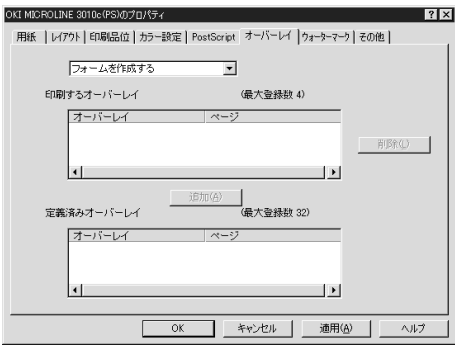 OKI MICROLINE 3010c(PS)のプロパティ
用紙 レイアウト 印刷品位 カラー設定 PostScript オーバーレイ ウォーターマーク その他
フォームを作成する
印刷するオーバーレイ (最大登録数 4)
オーバーレイ ページ
削除(L)
追加(A)
定義済みオーバーレイ (最大登録数 32)
オーバーレイ ページ
OK キャンセル 適用(A) ヘルプ